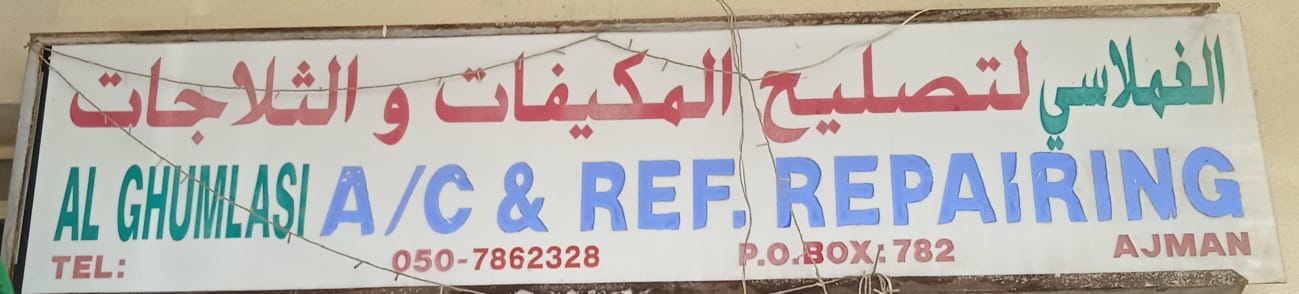 الغملاسي لتصليح المكيفات و الثلاجات
AL GHUMLASI A/C & REF. REPAIRING
TEL: 050-7862328 P.O.BOX: 782 AJMAN